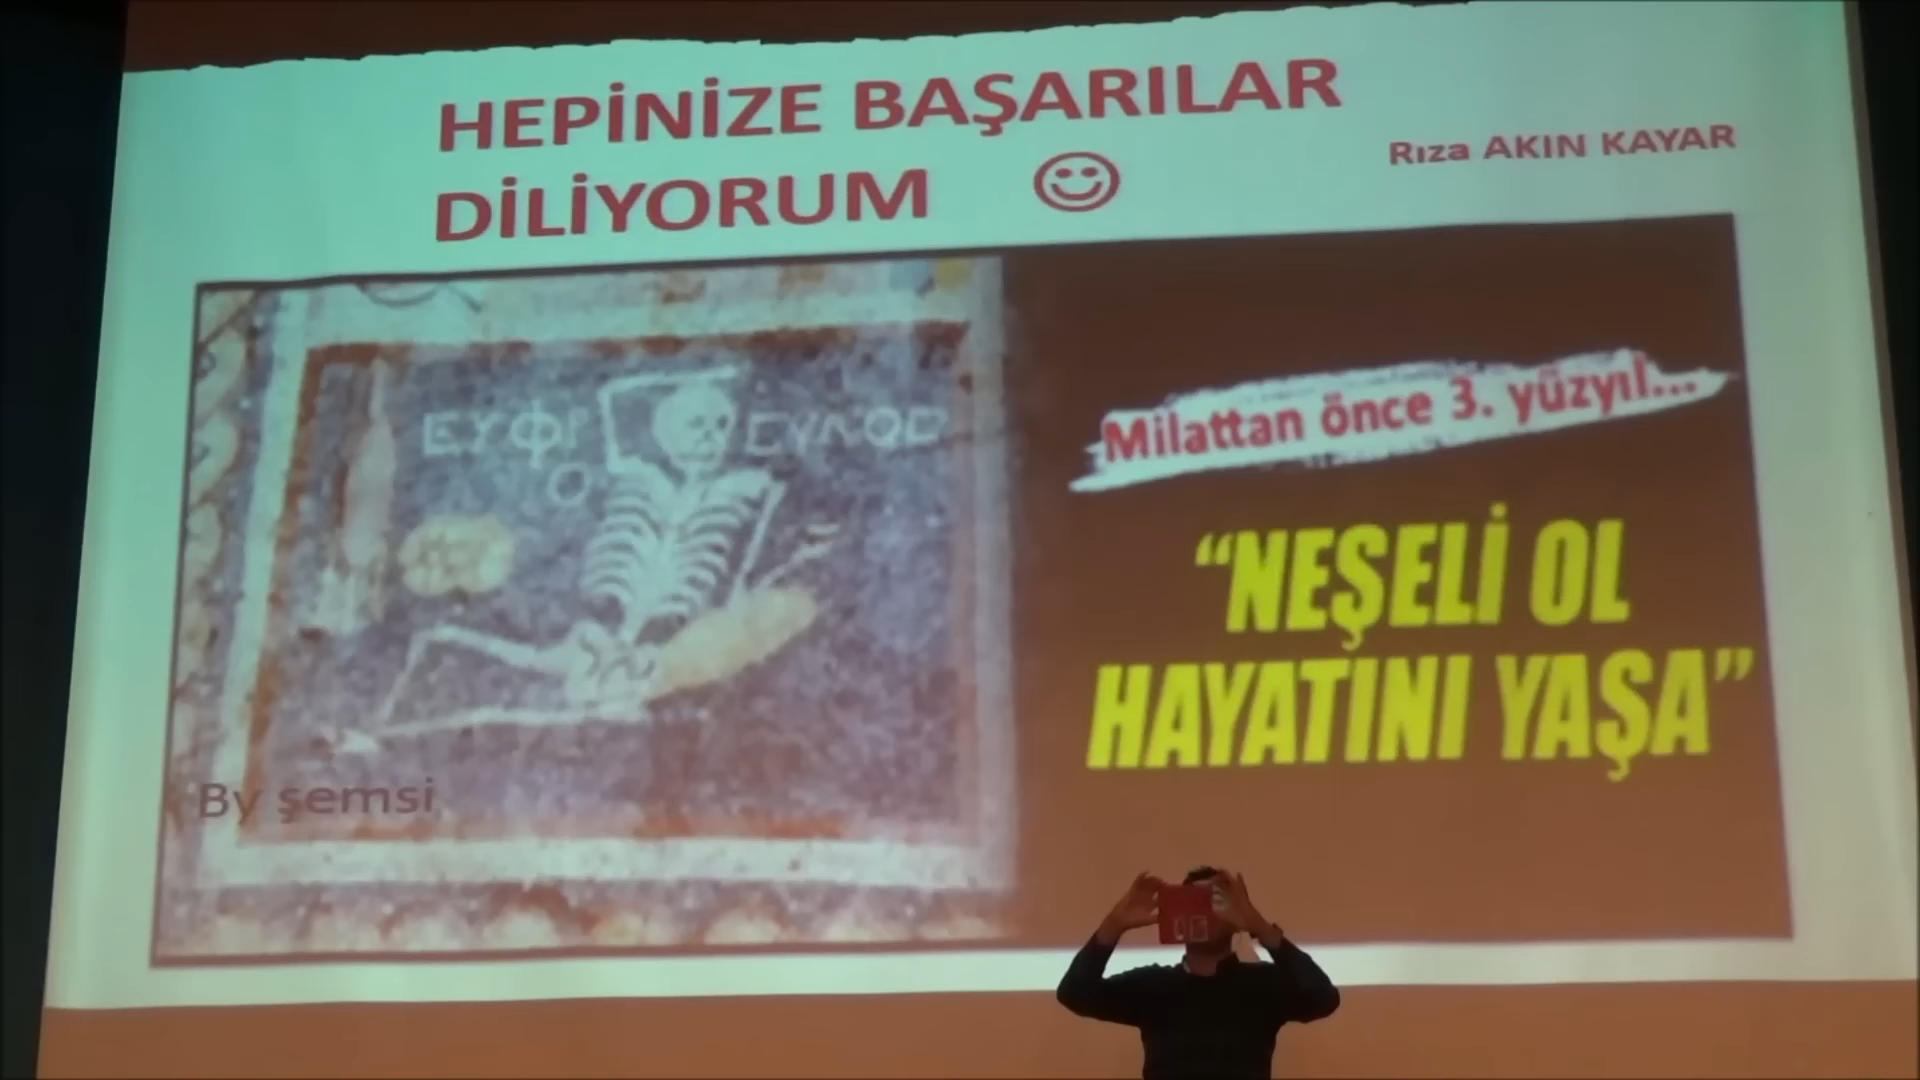 HEPİNİZE BAŞARILAR
DİLİYORUM
Rıza AKIN KAYAR
ΕΥΦΡ
Ο
Milattan önce 3. yüzyıl...
“NEŞELİ OL
HAYATINI YAŞA”
By şemsi